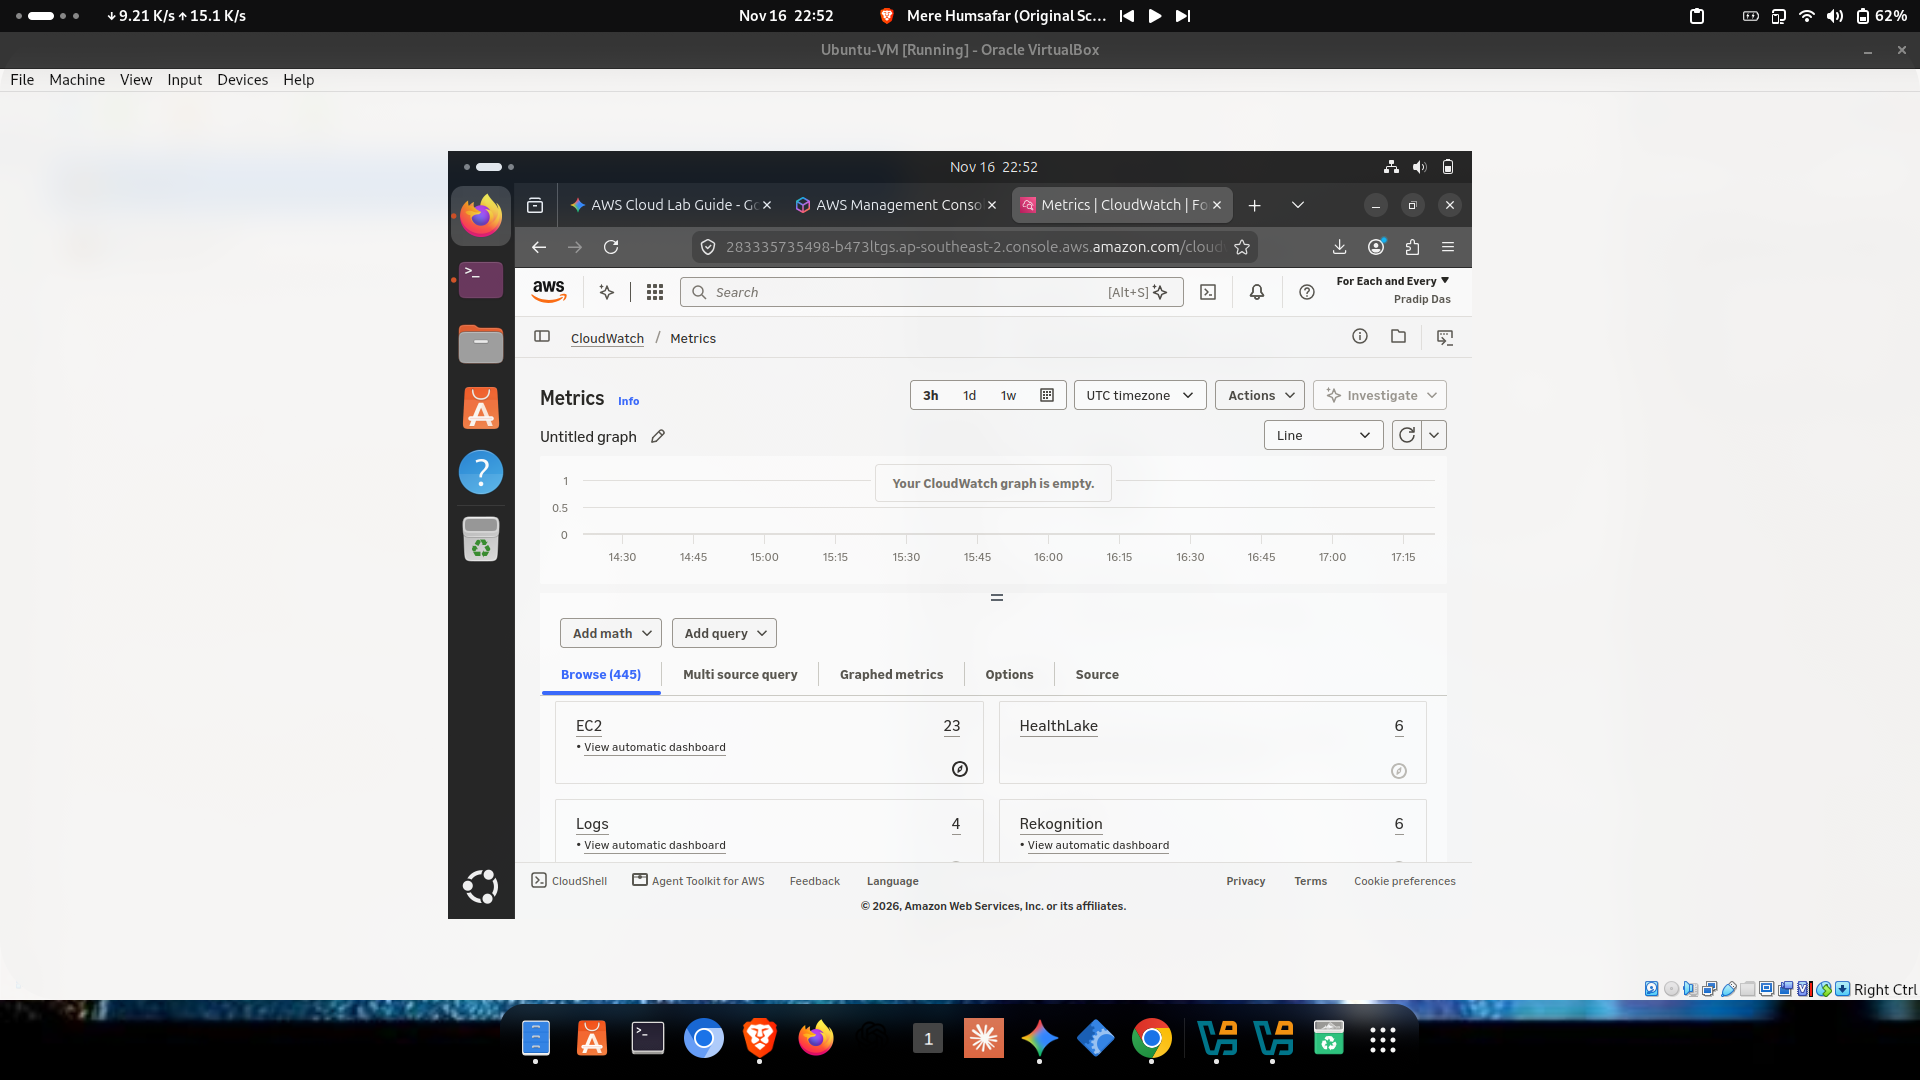 ↓ 9.21 K/s ↑ 15.1 K/s
Nov 16 22:52
Mere Humsafar (Original Sc...
62%
Ubuntu-VM [Running] - Oracle VirtualBox
File Machine View Input Devices Help
Nov 16 22:52
AWS Cloud Lab Guide - Go
AWS Management Conso
Metrics | CloudWatch | Fo
283335735498-b473ltgs.ap-southeast-2.console.aws.amazon.com/cloud
aws
Search
[Alt+S]
For Each and Every
Pradip Das
CloudWatch / Metrics
Metrics
Info
3h 1d 1w
UTC timezone
Actions
Investigate
Untitled graph
Line
Your CloudWatch graph is empty.
1
0.5
0
14:30 14:45 15:00 15:15 15:30 15:45 16:00 16:15 16:30 16:45 17:00 17:15
Add math
Add query
Browse (445)
Multi source query
Graphed metrics
Options
Source
EC2
23
• View automatic dashboard
HealthLake
6
Logs
4
• View automatic dashboard
Rekognition
6
• View automatic dashboard
CloudShell
Agent Toolkit for AWS
Feedback
Language
Privacy
Terms
Cookie preferences
© 2026, Amazon Web Services, Inc. or its affiliates.
Right Ctrl
1